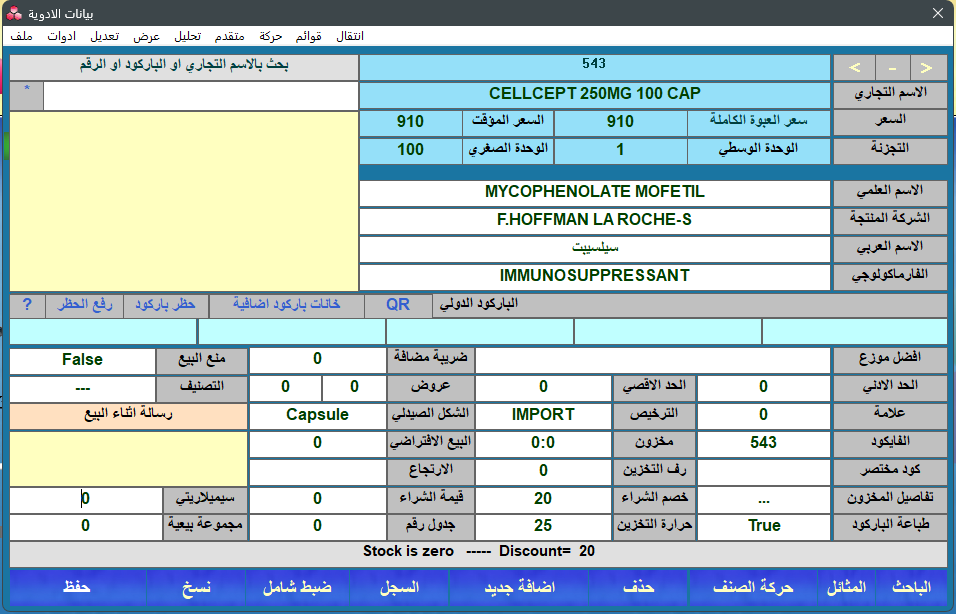 بيانات الادوية
ملف ادوات تعديل عرض تحليل متقدم حركة قوائم انتقال
< - > 543 بحث بالاسم التجاري او الباركود او الرقم
الاسم التجاري CELLCEPT 250MG 100 CAP *
السعر سعر العبوة الكاملة 910 السعر المؤقت 910
التجزئة الوحدة الوسطي 1 الوحدة الصغري 100
الاسم العلمي MYCOPHENOLATE MOFETIL
الشركة المنتجة F.HOFFMAN LA ROCHE-S
الاسم العربي سيلسيبت
الفارماكولوجي IMMUNOSUPPRESSANT
الباركود الدولي QR خانات باركود اضافية حظر باركود رفع الحظر ?
افضل موزع ضريبة مضافة 0 منع البيع False
الحد الادني 0 الحد الاقصي 0 عروض 0 0 التصنيف ---
علامة 0 الترخيص IMPORT الشكل الصيدلي Capsule رسالة اثناء البيع
الفايكود 543 مخزون 0:0 البيع الافتراضي 0
كود مختصر رف التخزين 0 الارتجاع
تفاصيل المخزون ... خصم الشراء 20 قيمة الشراء 0 سيميلاريتي 0
طباعة الباركود True حرارة التخزين 25 جدول رقم 0 مجموعة بيعية 0
Stock is zero ----- Discount= 20
الباحث المثائل حركة الصنف حذف اضافة جديد السجل ضبط شامل نسخ حفظ